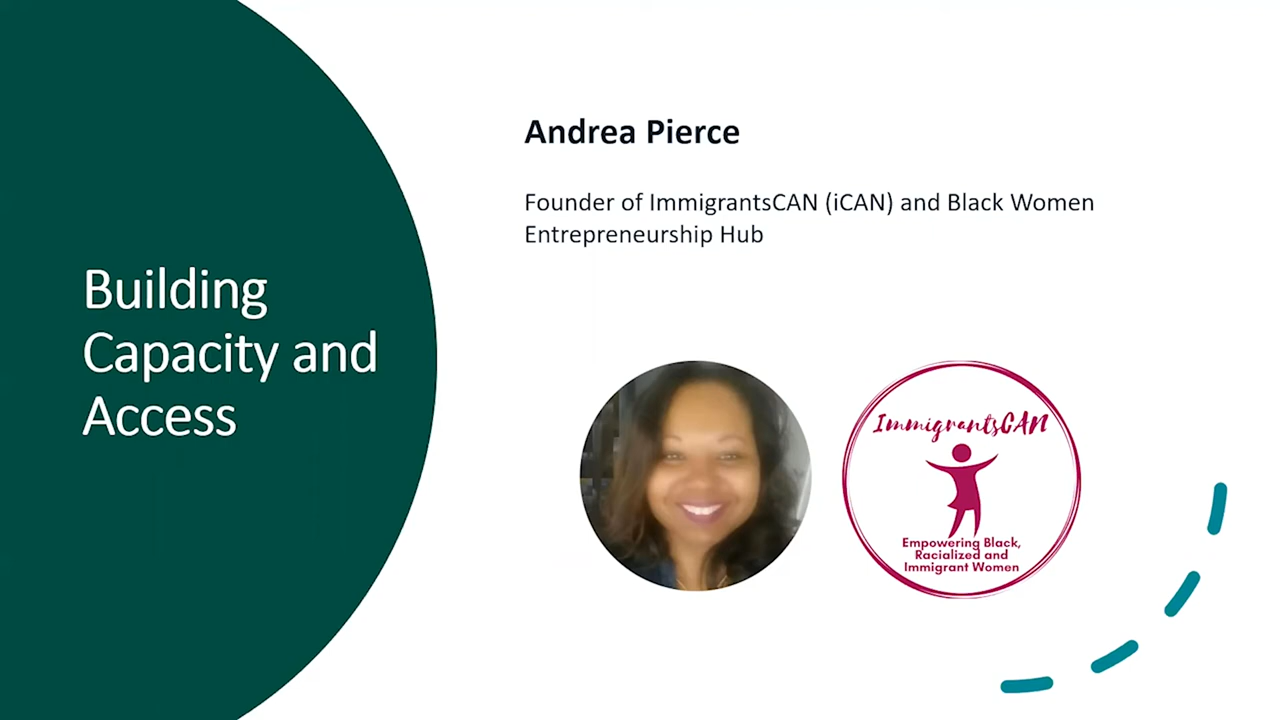 Building
Capacity and
Access
Andrea Pierce
Founder of ImmigrantsCAN (iCAN) and Black Women
Entrepreneurship Hub
ImmigrantsCAN
Empowering Black,
Racialized and
Immigrant Women